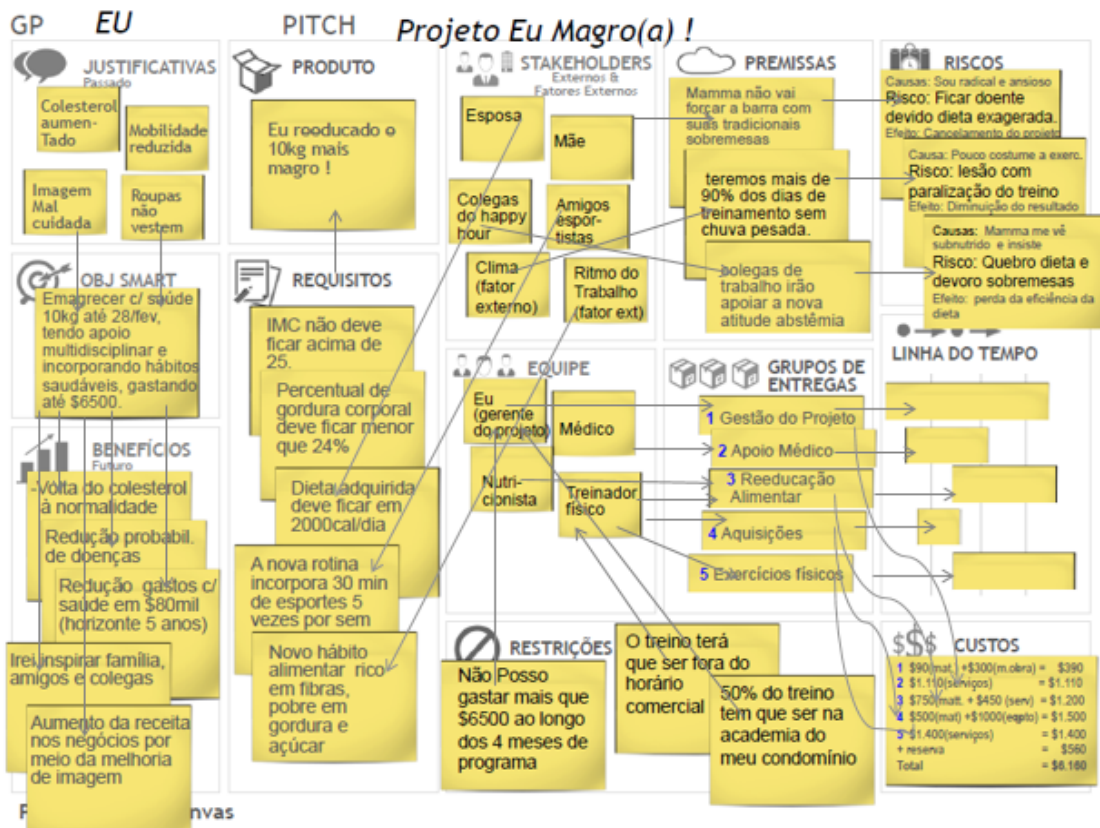 GP
EU
PITCH
Projeto Eu Magro(a) !
JUSTIFICATIVAS
Passado
Colesterol
aumen-
Tado
Mobilidade
reduzida
Imagem
Mal
cuidada
Roupas
não
vestem
OBJ SMART
Emagrecer c/ saúde
10kg até 28/fev,
tendo apoio
multidisciplinar e
incorporando hábitos
saudáveis, gastando
até $6500.
BENEFÍCIOS
Futuro
-Volta do colesterol
à normalidade
Redução probabil.
de doenças
Redução gastos c/
saúde em $80mil
(horizonte 5 anos)
Irei inspirar família,
amigos e colegas
Aumento da receita
nos negócios por
meio da melhoria
de imagem
PRODUTO
Eu reeducado e
10kg mais
magro !
REQUISITOS
IMC não deve
ficar acima de
25.
Percentual de
gordura corporal
deve ficar menor
que 24%
Dieta adquirida
deve ficar em
2000cal/dia
A nova rotina
incorpora 30 min
de esportes 5
vezes por sem
Novo hábito
alimentar rico
em fibras,
pobre em
gordura e
açúcar
STAKEHOLDERS
Externos &
Fatores Externos
Esposa
Mãe
Colegas
do happy
hour
Amigos
espor-
tistas
Clima
(fator
externo)
Ritmo do
Trabalho
(fator ext)
EQUIPE
Eu
(gerente
do projeto)
Médico
Nutri-
cionista
Treinador
físico
PREMISSAS
Mamma não vai
forçar a barra com
suas tradicionais
sobremesas
teremos mais de
90% dos dias de
treinamento sem
chuva pesada.
colegas de
trabalho irão
apoiar a nova
atitude abstêmia
GRUPOS DE
ENTREGAS
1 Gestão do Projeto
2 Apoio Médico
3 Reeducação
Alimentar
4 Aquisições
5 Exercícios físicos
RISCOS
Causas: Sou radical e ansioso
Risco: Ficar doente
devido dieta exagerada.
Efeito: Cancelamento do projeto
Causa: Pouco costume a exerc.
Risco: lesão com
paralização do treino
Efeito: Diminuição do resultado
Causas: Mamma me vê
subnutrido e insiste
Risco: Quebro dieta e
devoro sobremesas
Efeito: perda da eficiência da
dieta
LINHA DO TEMPO
RESTRIÇÕES
Não Posso
gastar mais que
$6500 ao longo
dos 4 meses de
programa
O treino terá
que ser fora do
horário
comercial
50% do treino
tem que ser na
academia do
meu condomínio
$$$ CUSTOS
1 $90(mat.) +$300(m.obra) = $390
2 $1.110(serviços) = $1.110
3 $750(matt. + $450 (serv) = $1.200
4 $500(mat) +$1000(eqpto) = $1.500
5 $1.400(serviços) = $1.400
+ reserva = $560
Total = $6.160
nvas